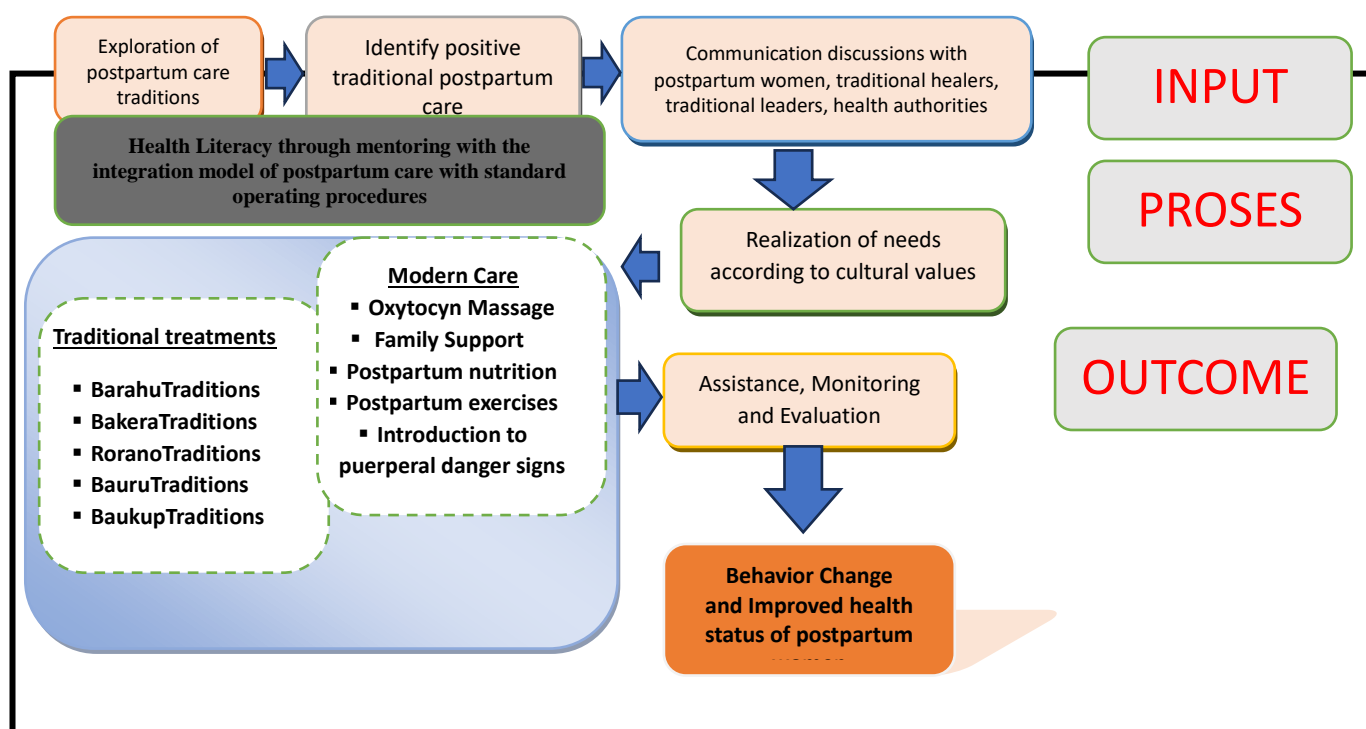 Exploration of
postpartum care
traditions
Identify positive
traditional postpartum
care
Communication discussions with
postpartum women, traditional healers,
traditional leaders, health authorities
INPUT
Health Literacy through mentoring with the
integration model of postpartum care with standard
operating procedures
PROSES
Realization of needs
according to cultural values
Modern Care
▪ Oxytocyn Massage
▪ Family Support
▪ Postpartum nutrition
▪ Postpartum exercises
▪ Introduction to
puerperal danger signs
Traditional treatments
▪ BarahuTraditions
▪ BakeraTraditions
▪ RoranoTraditions
▪ BauruTraditions
▪ BaukupTraditions
Assistance, Monitoring
and Evaluation
OUTCOME
Behavior Change
and Improved health
status of postpartum